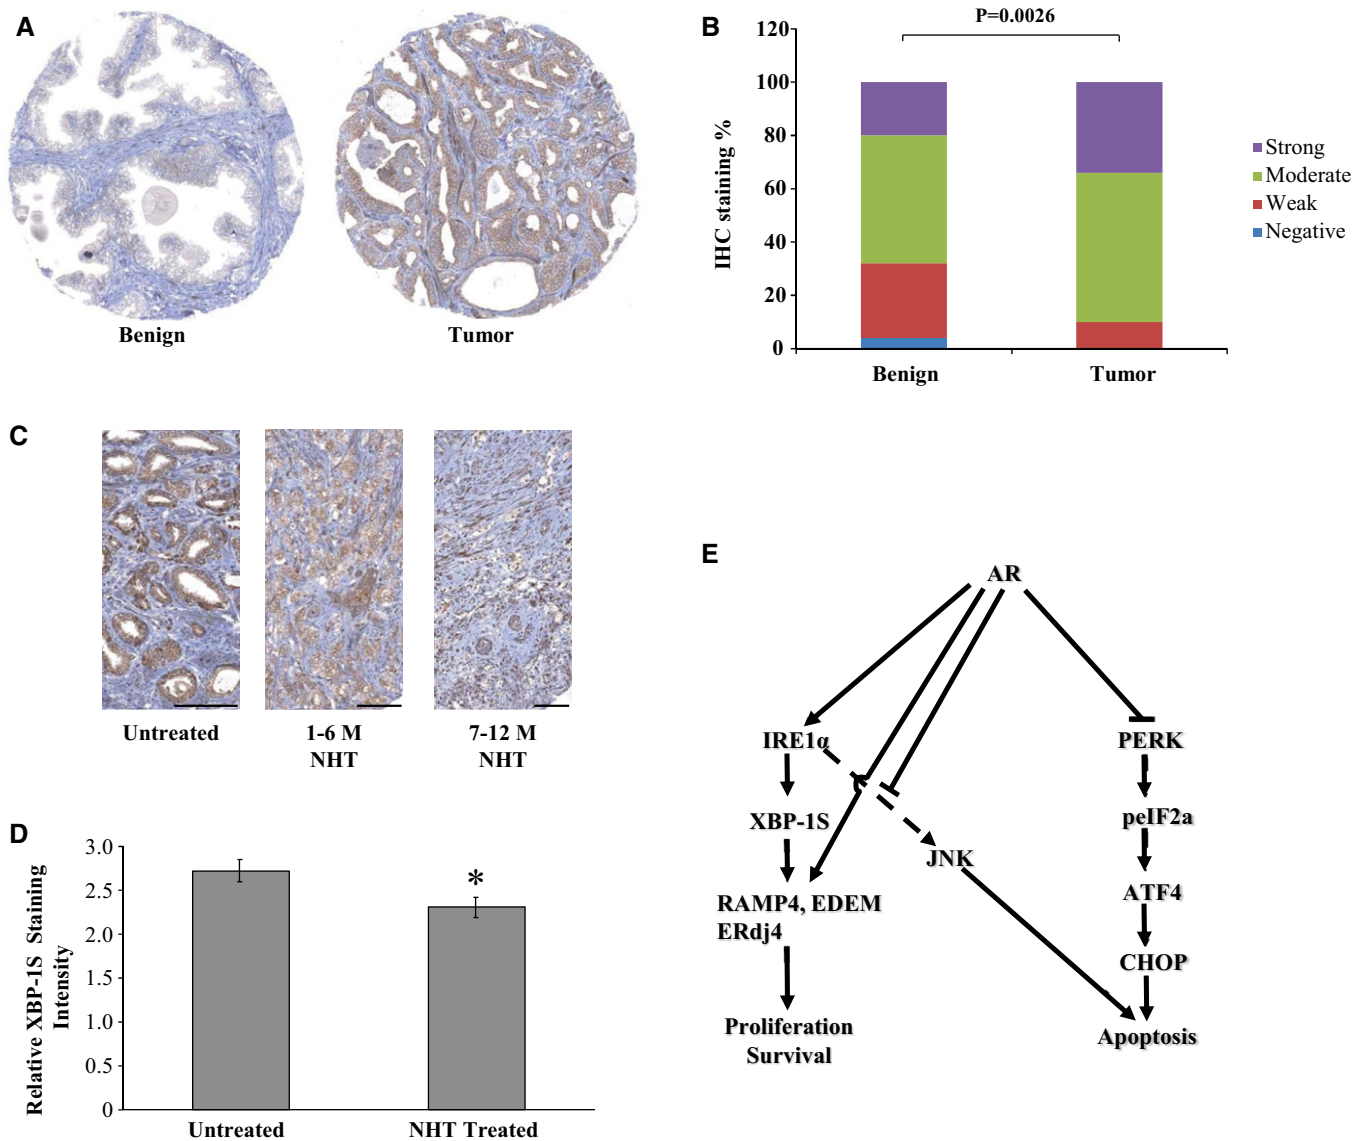 A
Benign
Tumor
B
P=0.0026
IHC staining %
120
100
80
60
40
20
0
Benign
Tumor
Strong
Moderate
Weak
Negative
C
Untreated
1-6 M
NHT
7-12 M
NHT
D
Relative XBP-1S Staining
Intensity
3.0
2.5
2.0
1.5
1.0
0.5
0
*
Untreated
NHT Treated
E
AR
IRE1α
PERK
XBP-1S
peIF2a
JNK
RAMP4, EDEM
ERdj4
ATF4
CHOP
Proliferation
Survival
Apoptosis